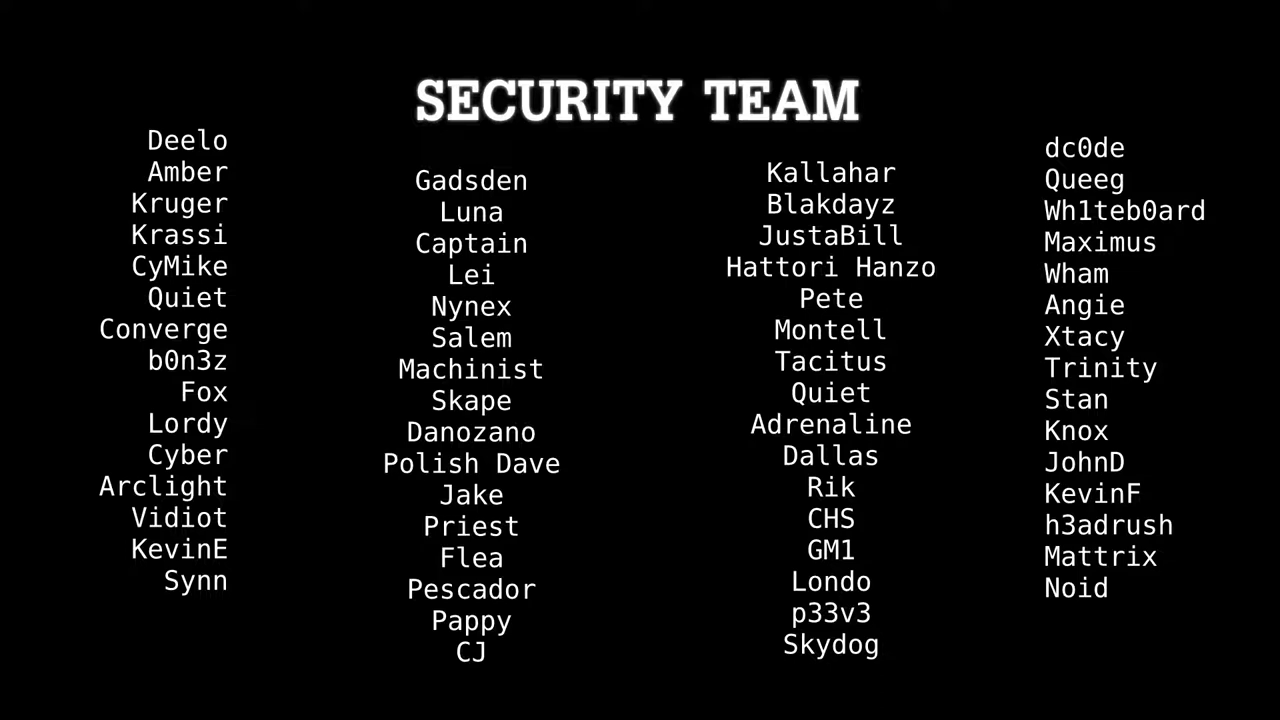 SECURITY TEAM
Deelo
Amber
Kruger
Krassi
CyMike
Quiet
Converge
b0n3z
Fox
Lordy
Cyber
Arclight
Vidiot
KevinE
Synn
Gadsden
Luna
Captain
Lei
Nynex
Salem
Machinist
Skape
Danozano
Polish Dave
Jake
Priest
Flea
Pescador
Pappy
CJ
Kallahar
Blakdayz
JustaBill
Hattori Hanzo
Pete
Montell
Tacitus
Quiet
Adrenaline
Dallas
Rik
CHS
GM1
Londo
p33v3
Skydog
dc0de
Queeg
Wh1teb0ard
Maximus
Wham
Angie
Xtacy
Trinity
Stan
Knox
JohnD
KevinF
h3adrush
Mattrix
Noid